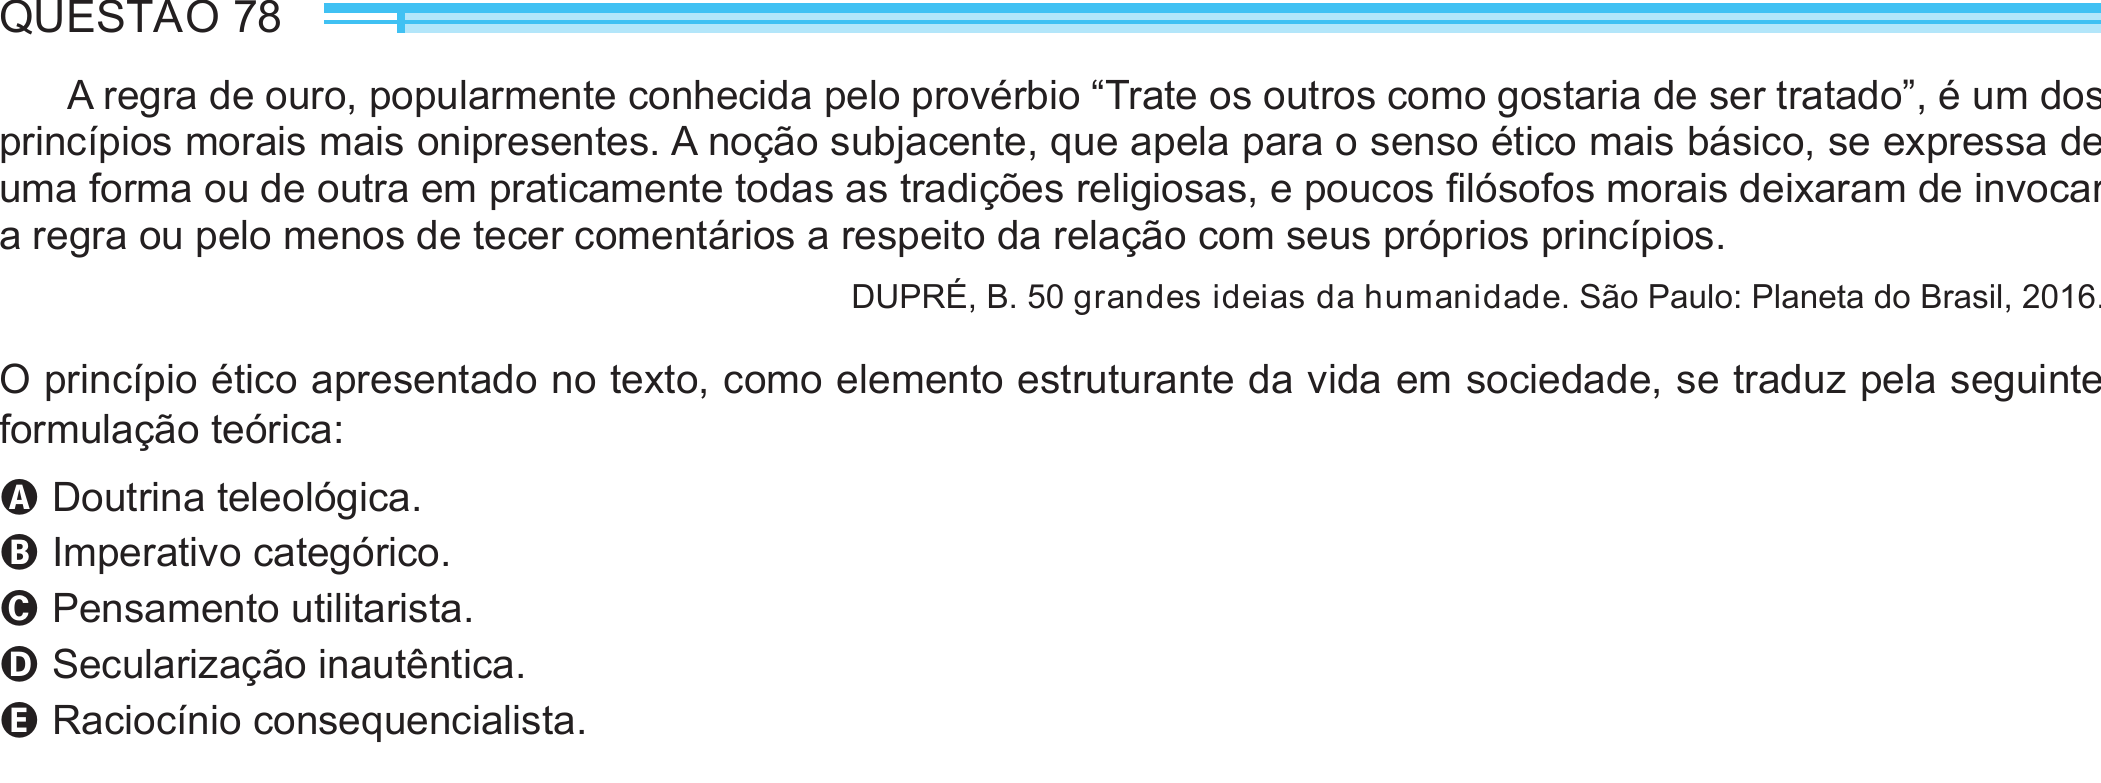 QUESTÃO 78
A regra de ouro, popularmente conhecida pelo provérbio “Trate os outros como gostaria de ser tratado”, é um dos
princípios morais mais onipresentes. A noção subjacente, que apela para o senso ético mais básico, se expressa de
uma forma ou de outra em praticamente todas as tradições religiosas, e poucos filósofos morais deixaram de invocar
a regra ou pelo menos de tecer comentários a respeito da relação com seus próprios princípios.
DUPRÉ, B. 50 grandes ideias da humanidade. São Paulo: Planeta do Brasil, 2016.
O princípio ético apresentado no texto, como elemento estruturante da vida em sociedade, se traduz pela seguinte
formulação teórica:
A Doutrina teleológica.
B Imperativo categórico.
C Pensamento utilitarista.
D Secularização inautêntica.
E Raciocínio consequencialista.